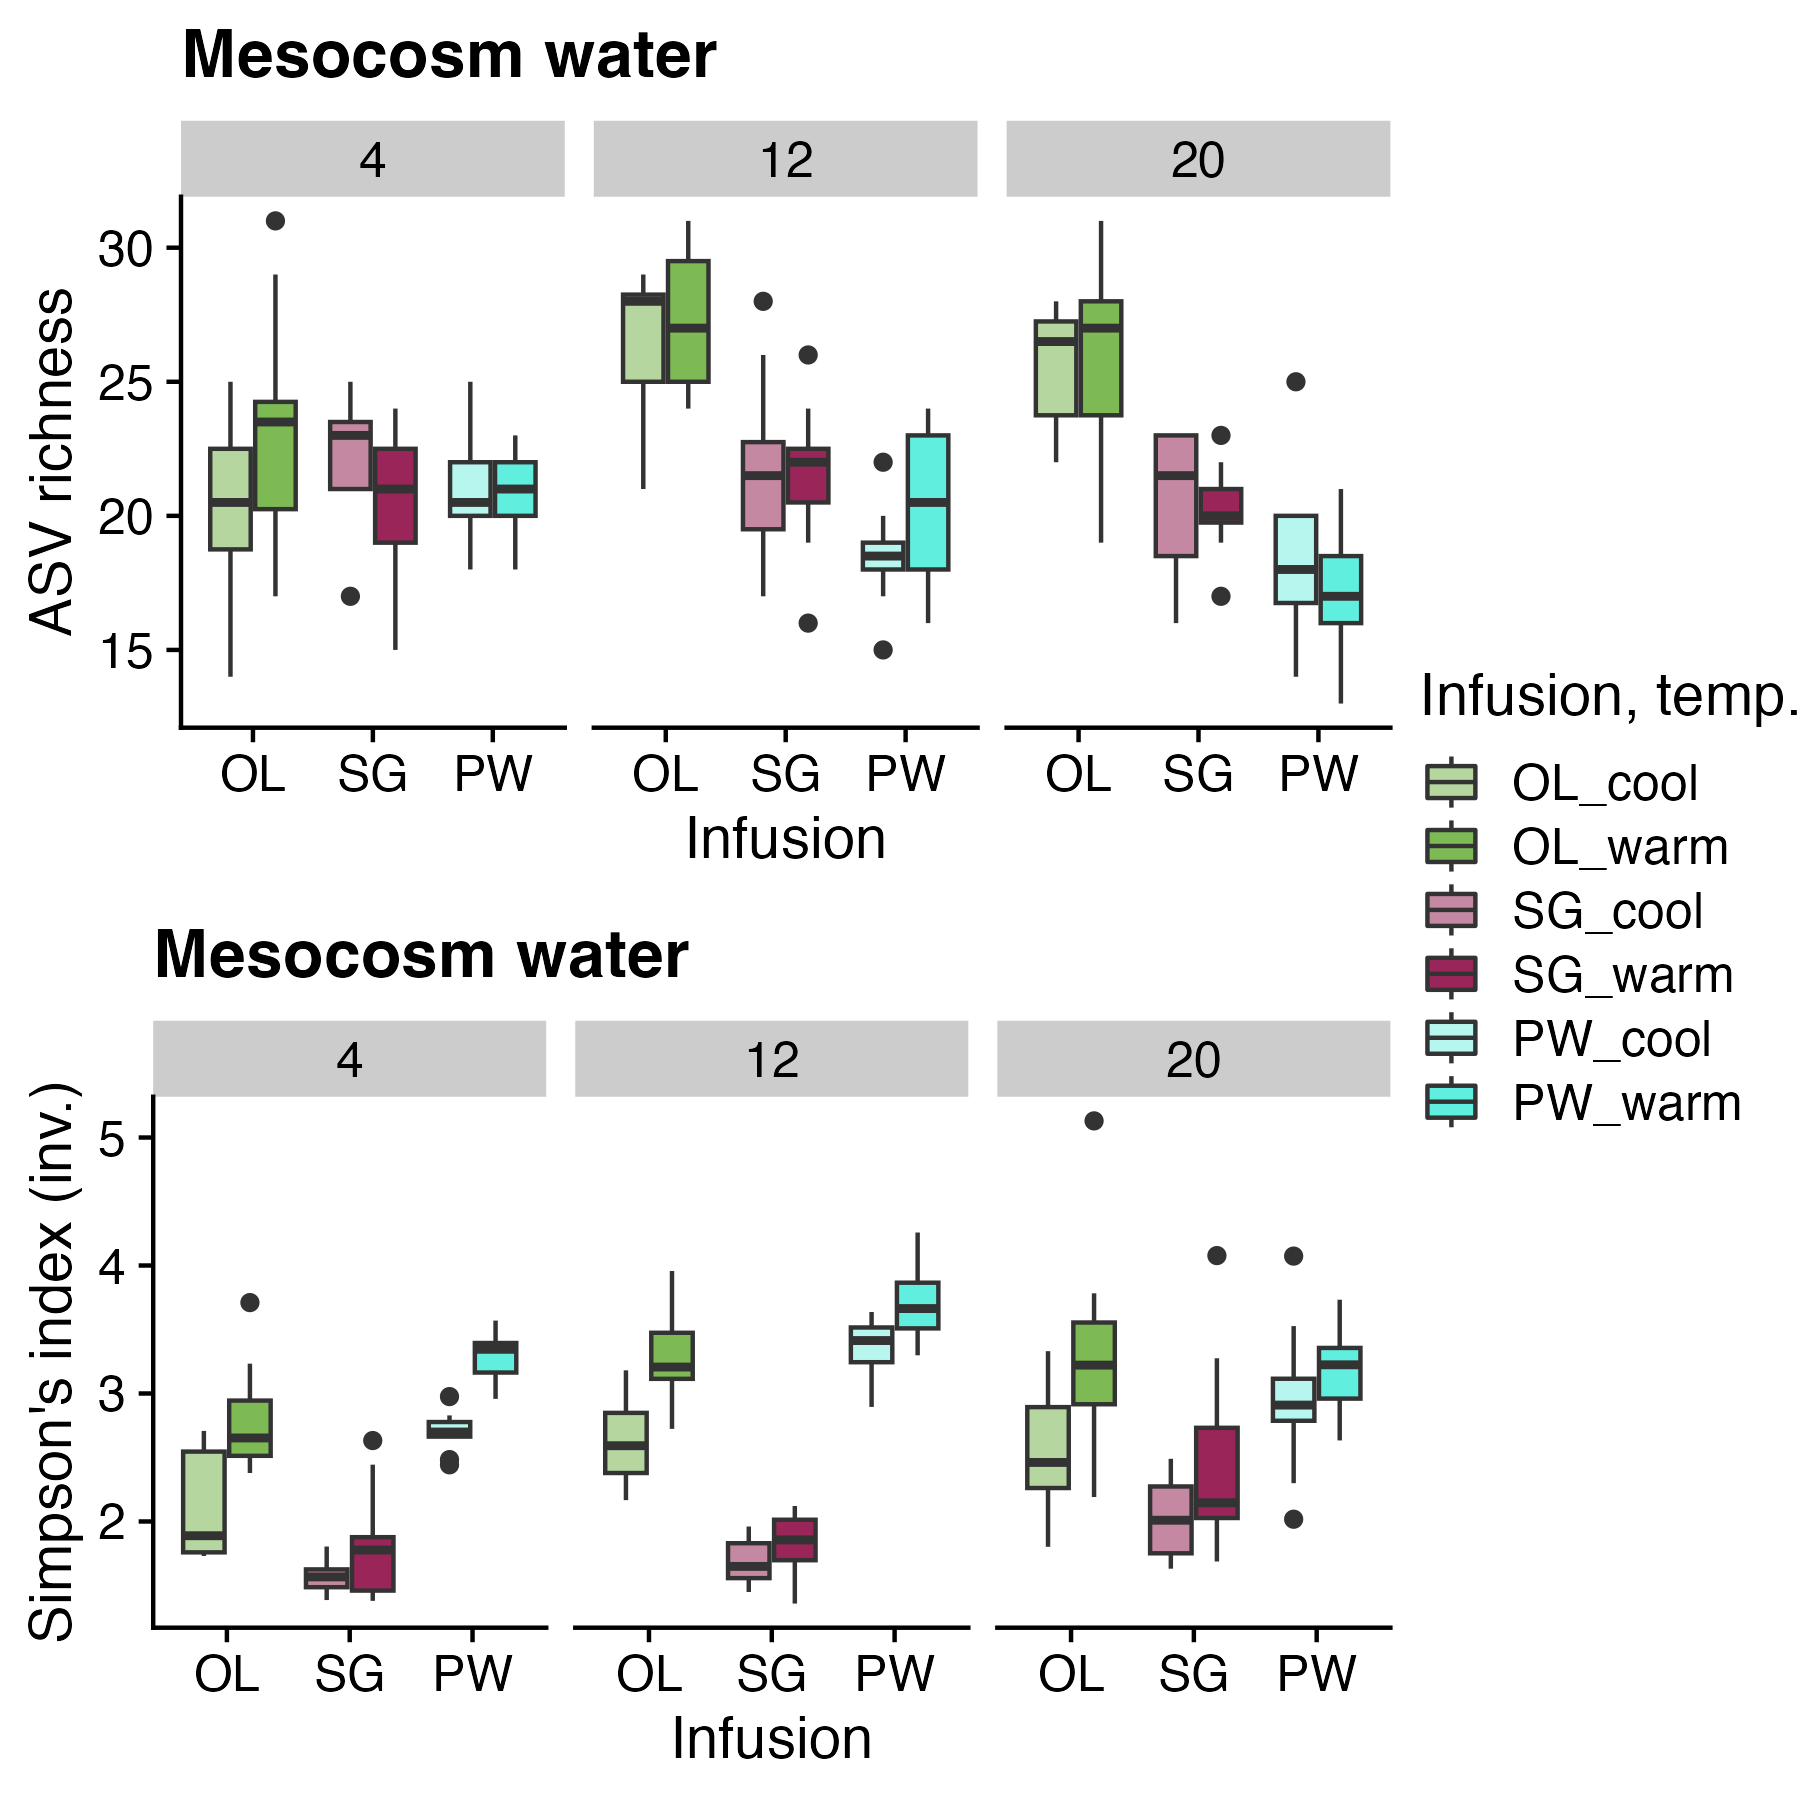 Mesocosm water
4 12 20
30
25
20
15
ASV richness
OL SG PW OL SG PW OL SG PW
Infusion
Infusion, temp.
OL_cool
OL_warm
SG_cool
SG_warm
PW_cool
PW_warm
Mesocosm water
4 12 20
5
4
3
2
Simpson's index (inv.)
OL SG PW OL SG PW OL SG PW
Infusion